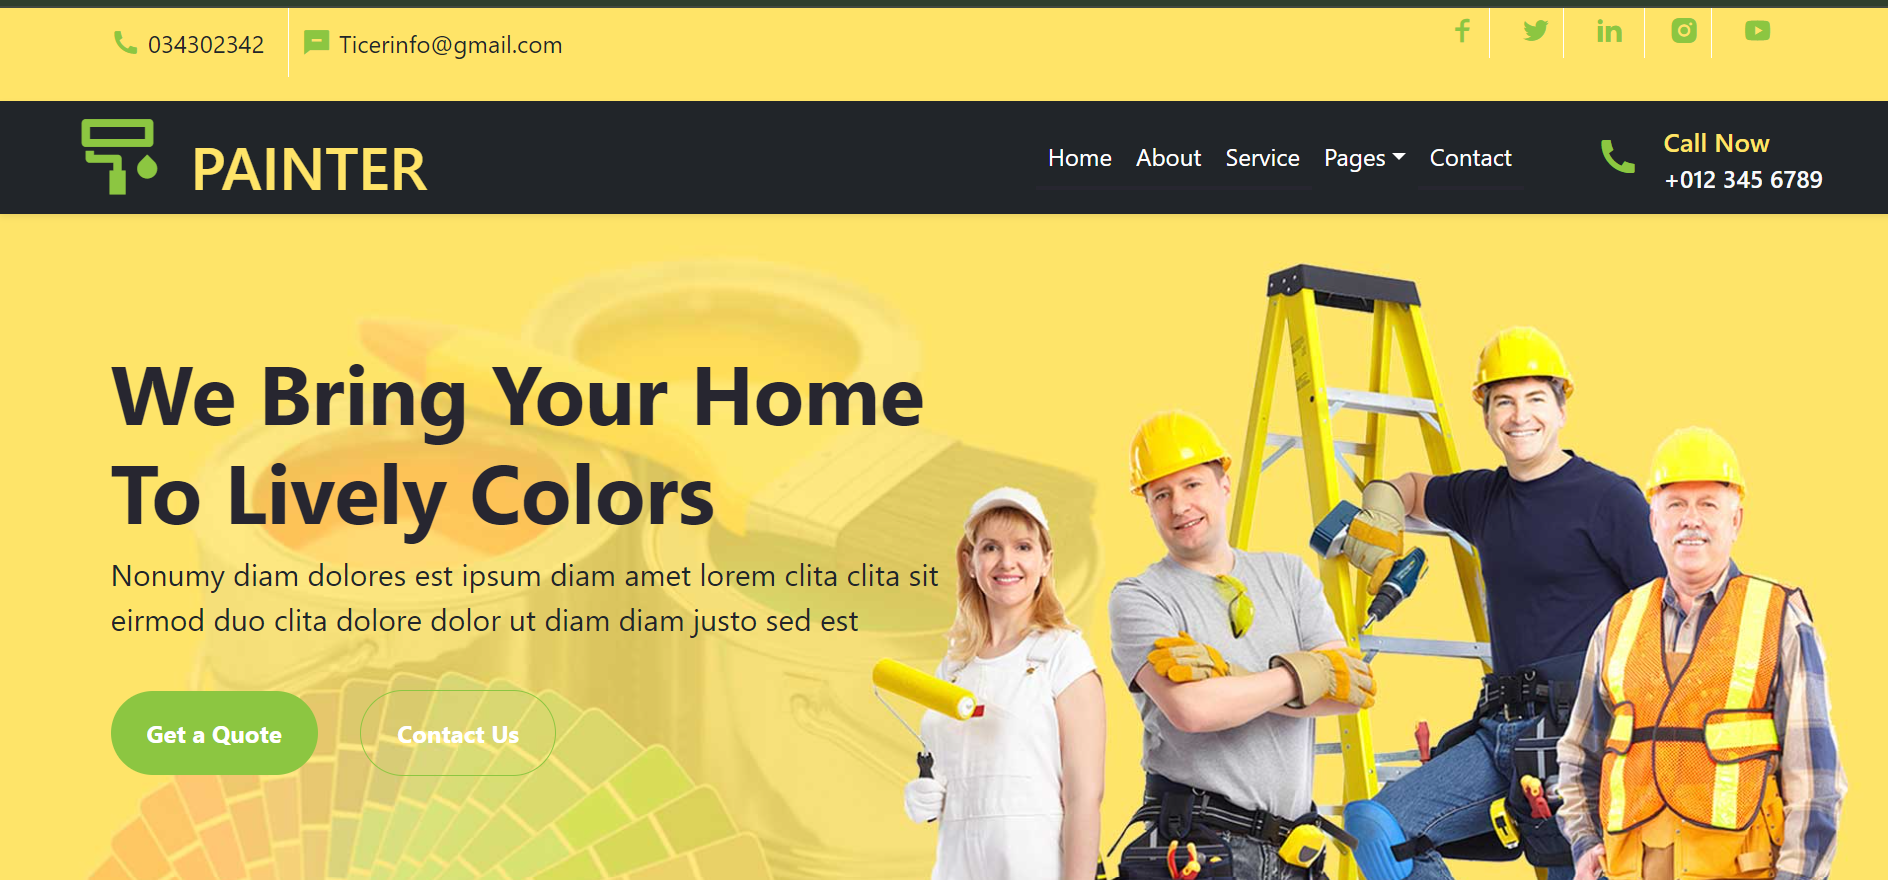 034302342
Ticerinfo@gmail.com
PAINTER
Home
About
Service
Pages
Contact
Call Now
+012 345 6789
We Bring Your Home
To Lively Colors
Nonumy diam dolores est ipsum diam amet lorem clita clita sit
eirmod duo clita dolore dolor ut diam diam justo sed est
Get a Quote
Contact Us